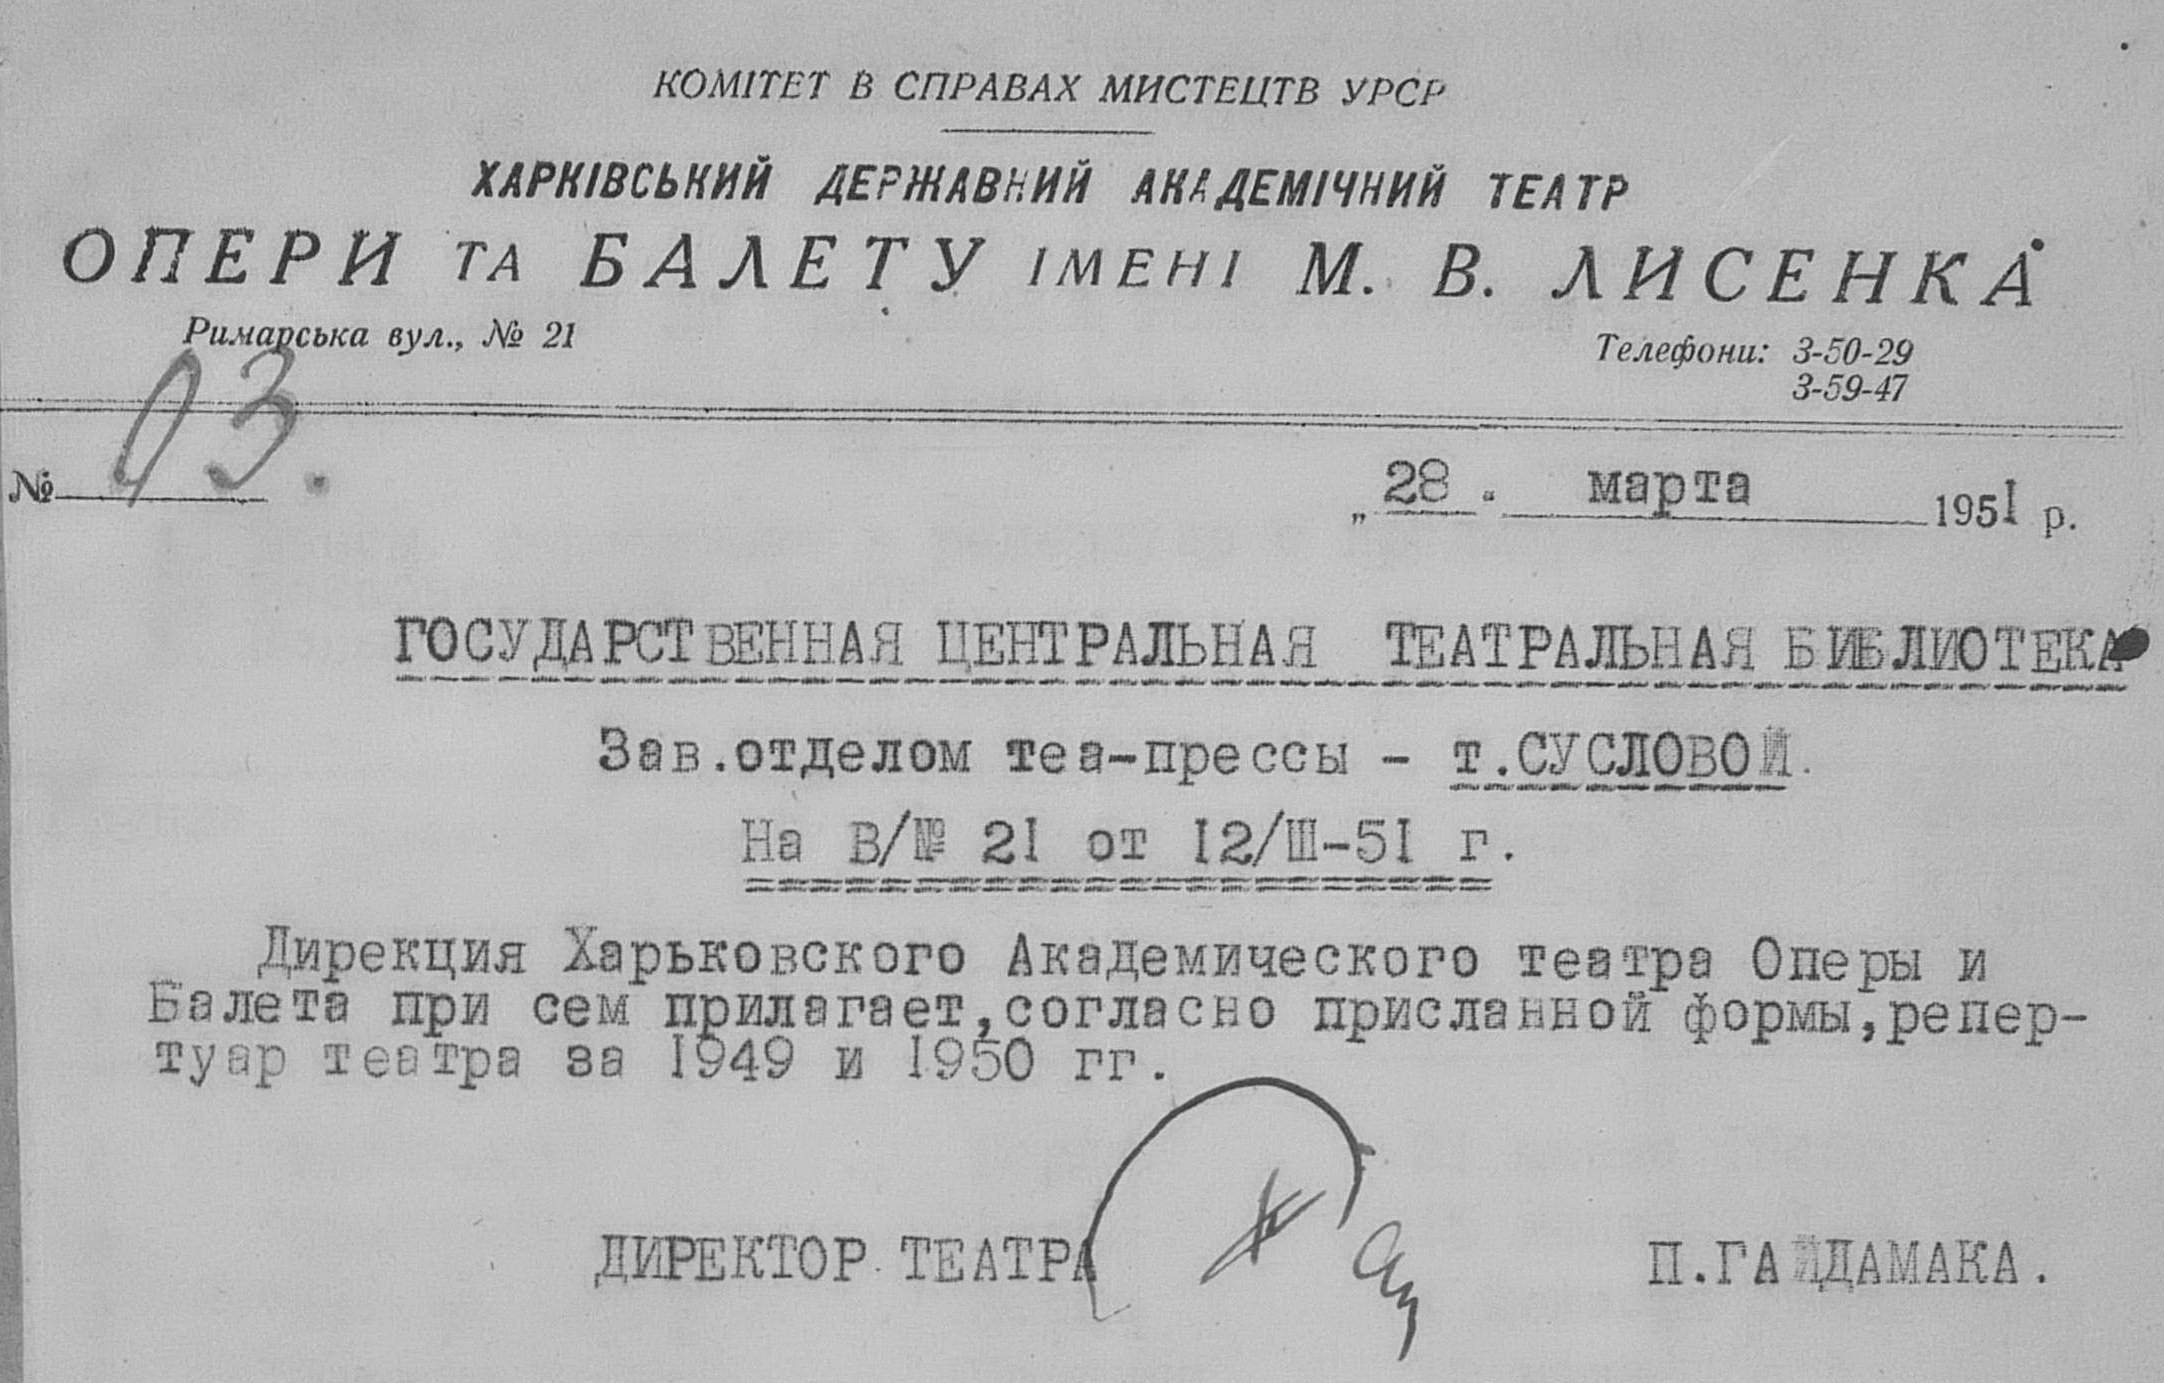 КОМІТЕТ В СПРАВАХ МИСТЕЦТВ УРСР
ХАРКІВСЬКИЙ ДЕРЖАВНИЙ АКАДЕМІЧНИЙ ТЕАТР
ОПЕРИ ТА БАЛЕТУ ІМЕНІ М. В. ЛИСЕНКА
Римарська вул., № 21
Телефони: 3-50-29
3-59-47
№ 03.
„28. марта 1951 р.
ГОСУДАРСТВЕННАЯ ЦЕНТРАЛЬНАЯ ТЕАТРАЛЬНАЯ БИБЛИОТЕКА
Зав.отделом теа-прессы - т.СУСЛОВОЙ.
На В/№ 21 от 12/Ш-51 г.
Дирекция Харьковского Академического театра Оперы и
Балета при сем прилагает,согласно присланной формы,репер-
туар театра за 1949 и 1950 гг.
ДИРЕКТОР ТЕАТРА П.ГАЙДАМАКА.